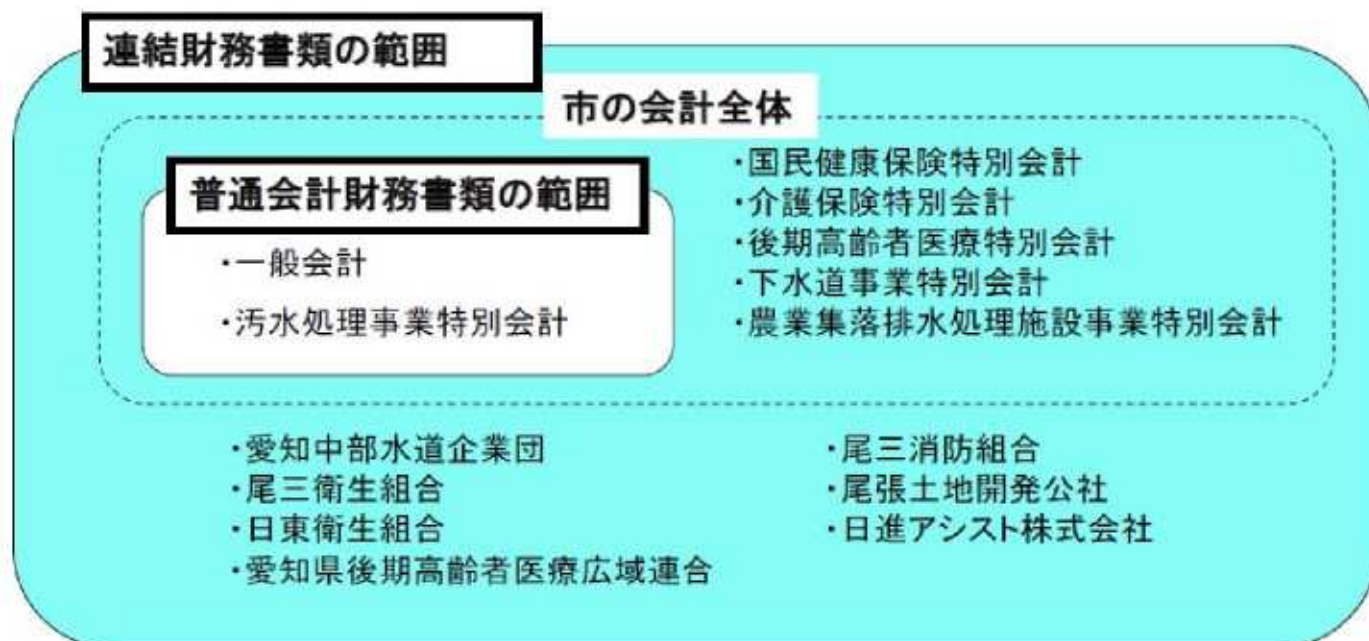 連結財務書類の範囲
市の会計全体
普通会計財務書類の範囲
・一般会計
・汚水処理事業特別会計
・国民健康保険特別会計
・介護保険特別会計
・後期高齢者医療特別会計
・下水道事業特別会計
・農業集落排水処理施設事業特別会計
・愛知中部水道企業団
・尾三衛生組合
・日東衛生組合
・愛知県後期高齢者医療広域連合
・尾三消防組合
・尾張土地開発公社
・日進アシスト株式会社